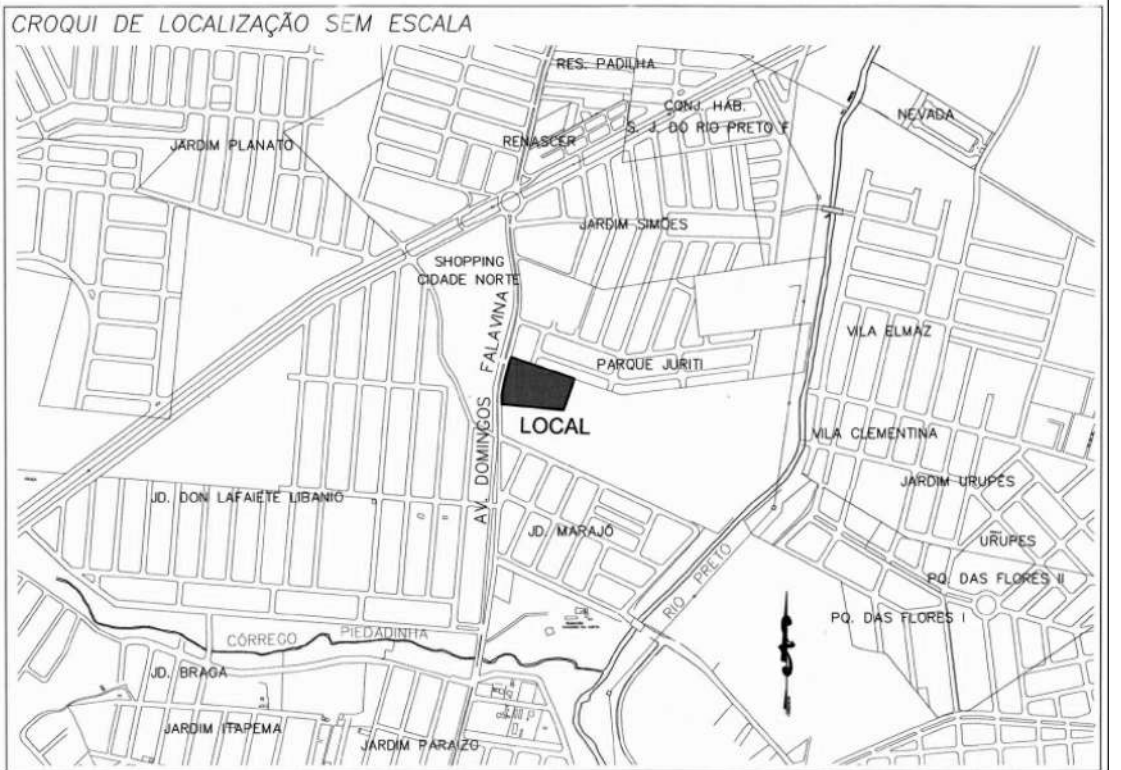 CROQUI DE LOCALIZAÇÃO SEM ESCALA
RES. PADILHA
CONJ. HAB.
S. J. DO RIO PRETO F
NEVADA
RENASCER
JARDIM PLANATO
JARDIM SIMÕES
SHOPPING
CIDADE NORTE
AV. DOMINGOS FALAVINA
VILA ELMAZ
PARQUE JURITI
LOCAL
VILA CLEMENTINA
JARDIM URUPÊS
JD. DON LAFAIETE LIBANIO
JD. MARAJÓ
URUPES
RIO PRETO
PQ. DAS FLORES II
PQ. DAS FLORES I
CÓRREGO PIEDADINHA
JD. BRAGA
JARDIM ITAPEMA
JARDIM PARAIZO